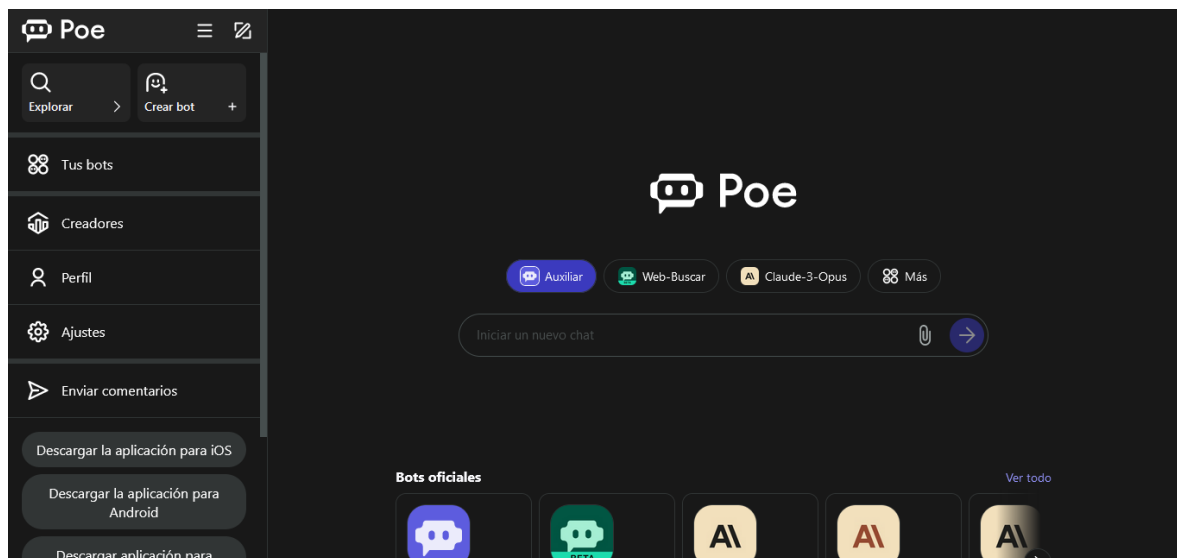 Poe
Explorar
Crear bot
Tus bots
Creadores
Perfil
Ajustes
Enviar comentarios
Descargar la aplicación para iOS
Descargar la aplicación para
Android
Descargar aplicación para
Poe
Auxiliar
Web-Buscar
Claude-3-Opus
Más
Iniciar un nuevo chat
Bots oficiales
Ver todo
BETA